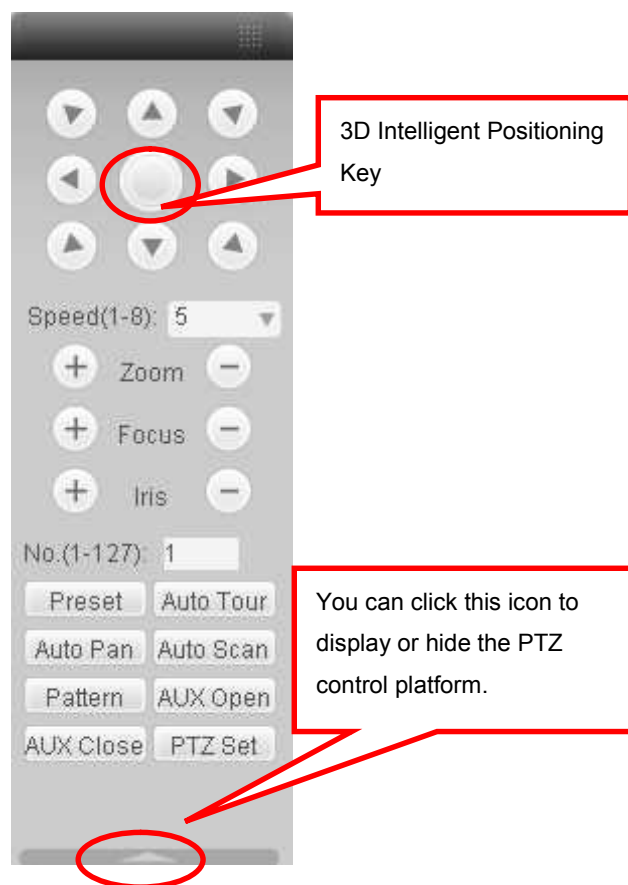 3D Intelligent Positioning
Key
Speed(1-8): 5
Zoom
Focus
Iris
No.(1-127): 1
Preset Auto Tour
Auto Pan Auto Scan
Pattern AUX Open
AUX Close PTZ Set
You can click this icon to
display or hide the PTZ
control platform.